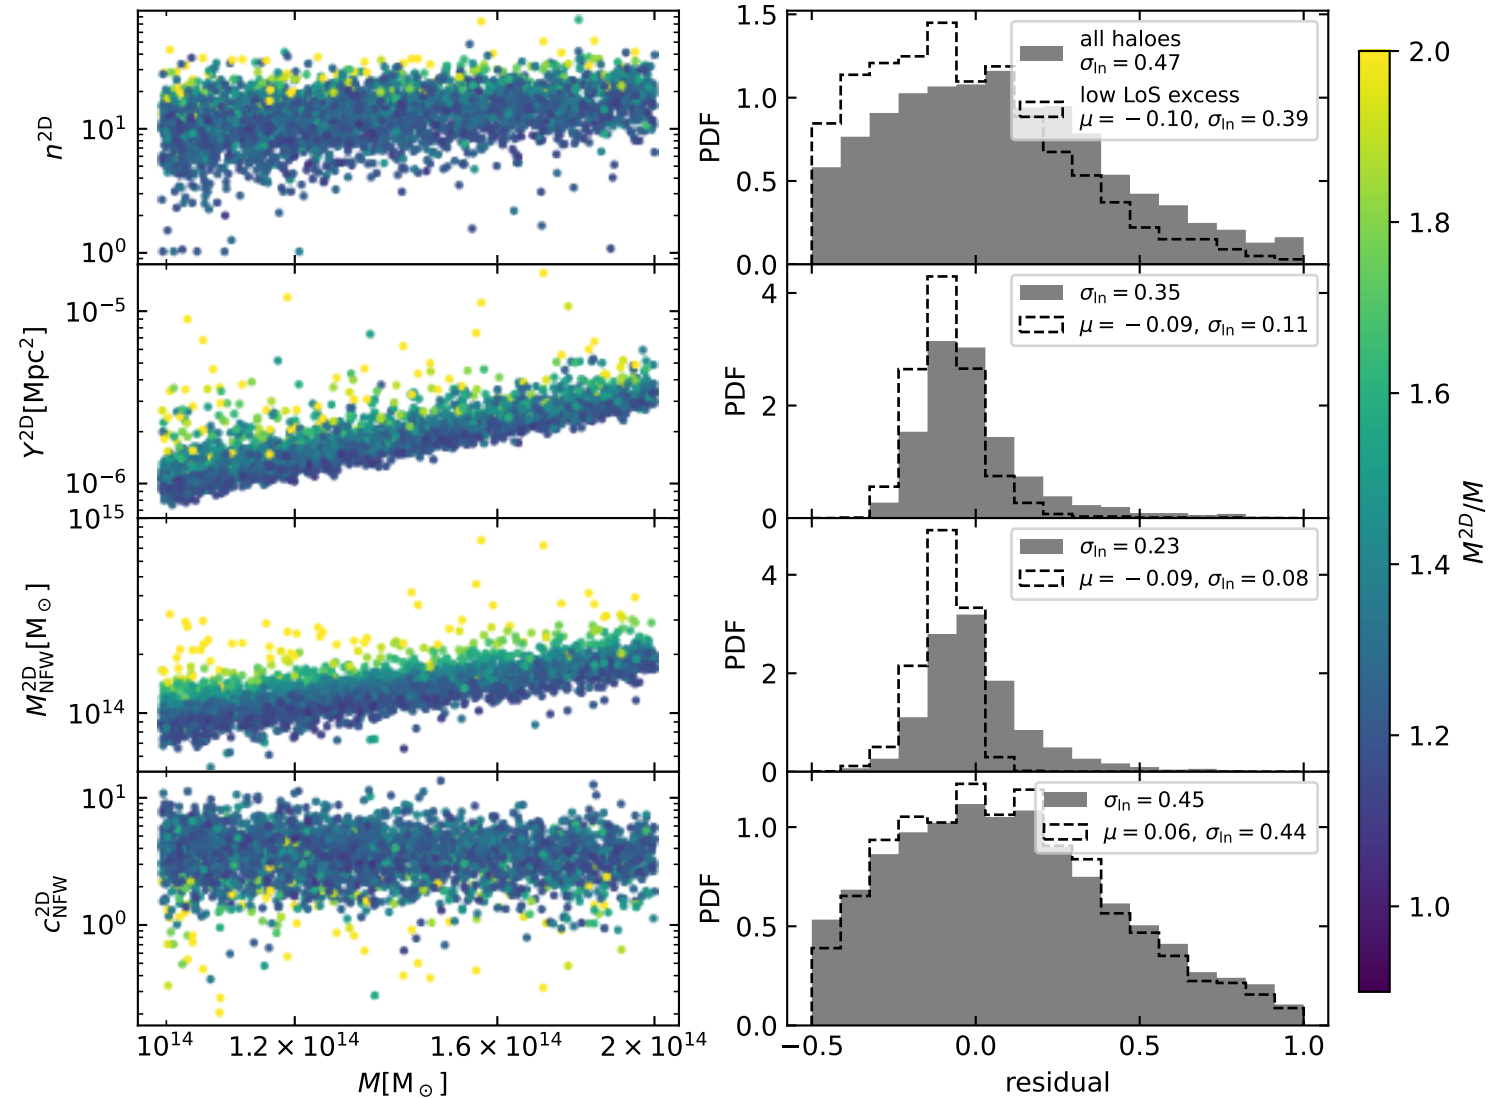 n^2D
10^1
10^0
Y^2D[Mpc^2]
10^−5
10^−6
M^2D_NFW[M_⊙]
10^15
10^14
c^2D_NFW
10^1
10^0
10^14
1.2 × 10^14
1.6 × 10^14
2 × 10^14
M[M_⊙]
PDF
1.5
1.0
0.5
0.0
all haloes
σ_ln = 0.47
low LoS excess
μ = −0.10, σ_ln = 0.39
PDF
4
2
0
σ_ln = 0.35
μ = −0.09, σ_ln = 0.11
PDF
4
2
0
σ_ln = 0.23
μ = −0.09, σ_ln = 0.08
PDF
1.0
0.5
0.0
σ_ln = 0.45
μ = 0.06, σ_ln = 0.44
−0.5
0.0
0.5
1.0
residual
2.0
1.8
1.6
1.4
1.2
1.0
M^2D/M